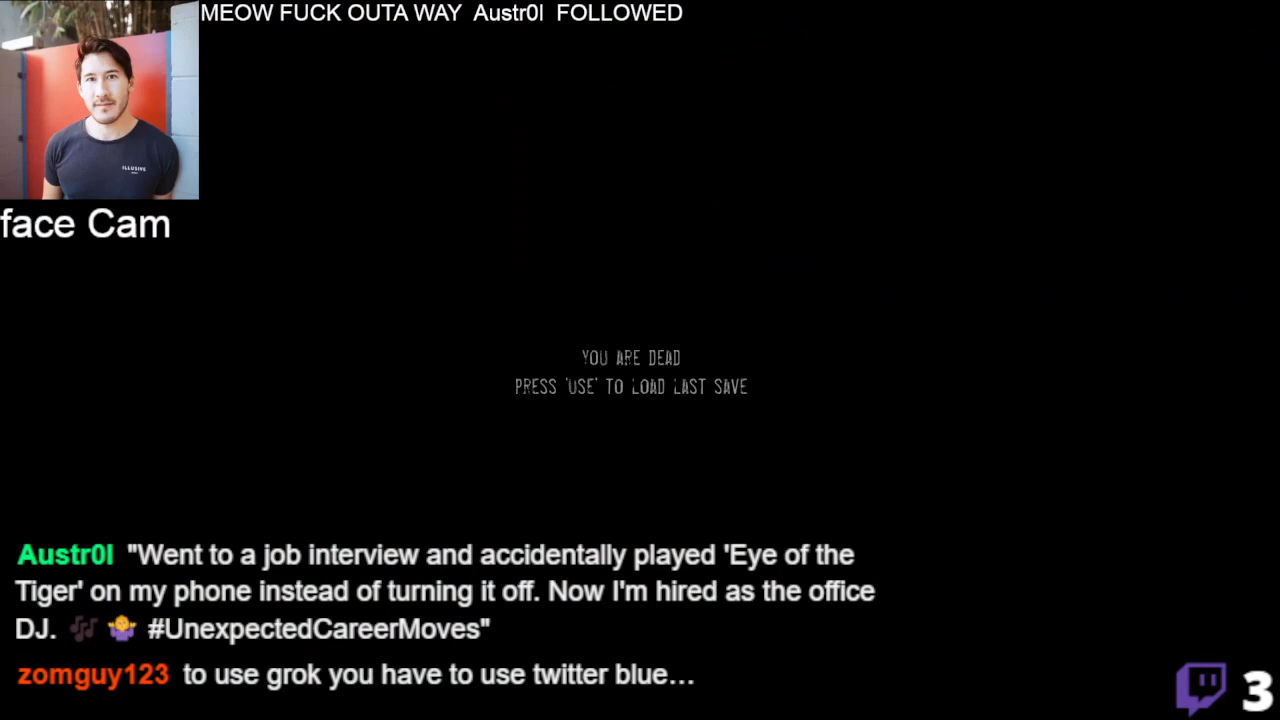 MEOW FUCK OUTA WAY  Austr0l  FOLLOWED
ILLUSIVE
face Cam
YOU ARE DEAD
PRESS 'USE' TO LOAD LAST SAVE
Austr0l "Went to a job interview and accidentally played 'Eye of the
Tiger' on my phone instead of turning it off. Now I'm hired as the office
DJ. 🎶 🤷 #UnexpectedCareerMoves"
zomguy123 to use grok you have to use twitter blue...
3